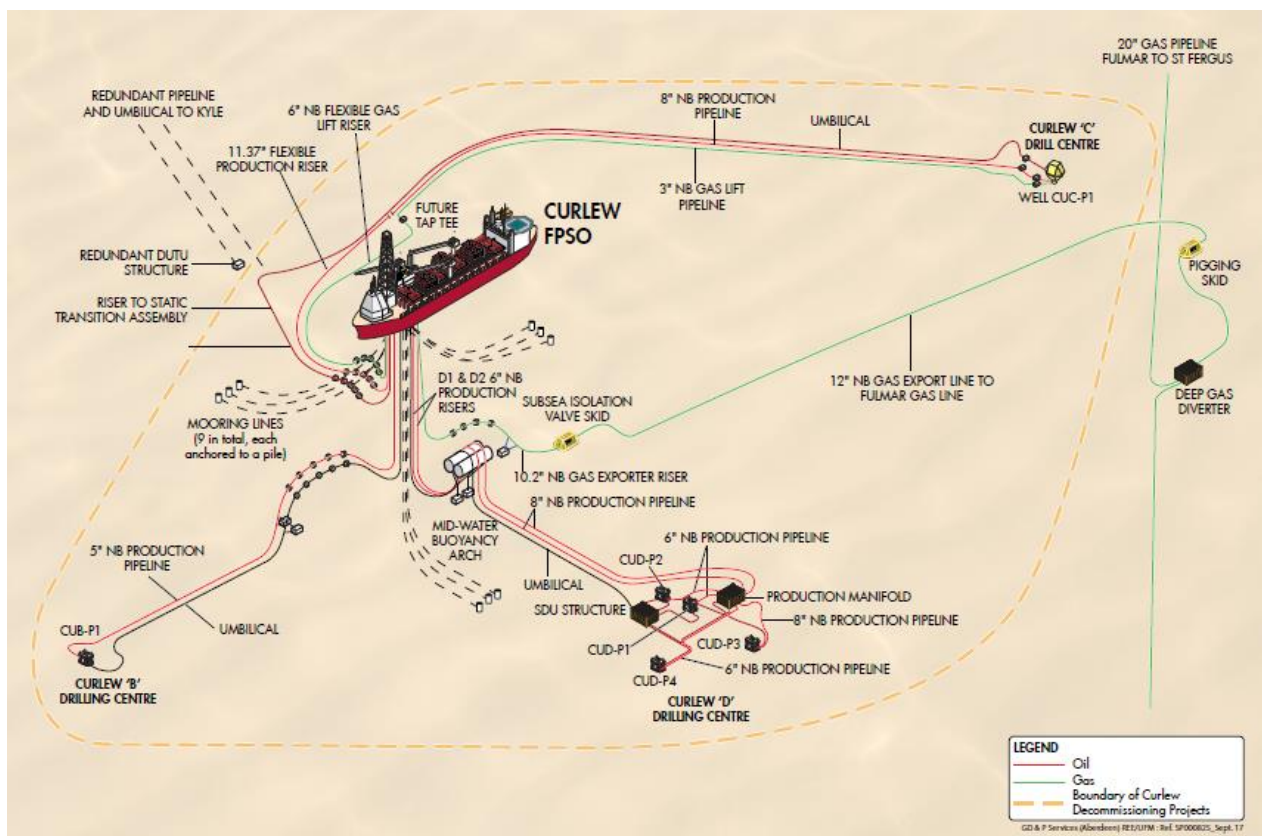 20" GAS PIPELINE
FULMAR TO ST FERGUS
REDUNDANT PIPELINE
AND UMBILICAL TO KYLE
6" NB FLEXIBLE GAS
LIFT RISER
8" NB PRODUCTION
PIPELINE
UMBILICAL
CURLEW 'C'
DRILL CENTRE
11.37" FLEXIBLE
PRODUCTION RISER
3" NB GAS LIFT
PIPELINE
WELL CUC-P1
FUTURE
TAP TEE
CURLEW
FPSO
REDUNDANT DUTU
STRUCTURE
PIGGING
SKID
RISER TO STATIC
TRANSITION ASSEMBLY
12" NB GAS EXPORT LINE TO
FULMAR GAS LINE
DEEP GAS
DIVERTER
D1 & D2 6" NB
PRODUCTION
RISERS
SUBSEA ISOLATION
VALVE SKID
MOORING LINES
(9 in total, each
anchored to a pile)
10.2" NB GAS EXPORTER RISER
8" NB PRODUCTION PIPELINE
MID-WATER
BUOYANCY
ARCH
5" NB PRODUCTION
PIPELINE
6" NB PRODUCTION PIPELINE
CUD-P2
UMBILICAL
PRODUCTION MANIFOLD
SDU STRUCTURE
8" NB PRODUCTION PIPELINE
CUB-P1
UMBILICAL
CUD-P1
CUD-P3
6" NB PRODUCTION PIPELINE
CUD-P4
CURLEW 'B'
DRILLING CENTRE
CURLEW 'D'
DRILLING CENTRE
LEGEND
Oil
Gas
Boundary of Curlew
Decommissioning Projects
GD & P Services (Aberdeen) REE/UFM : Ref. SP000825_Sept. 17